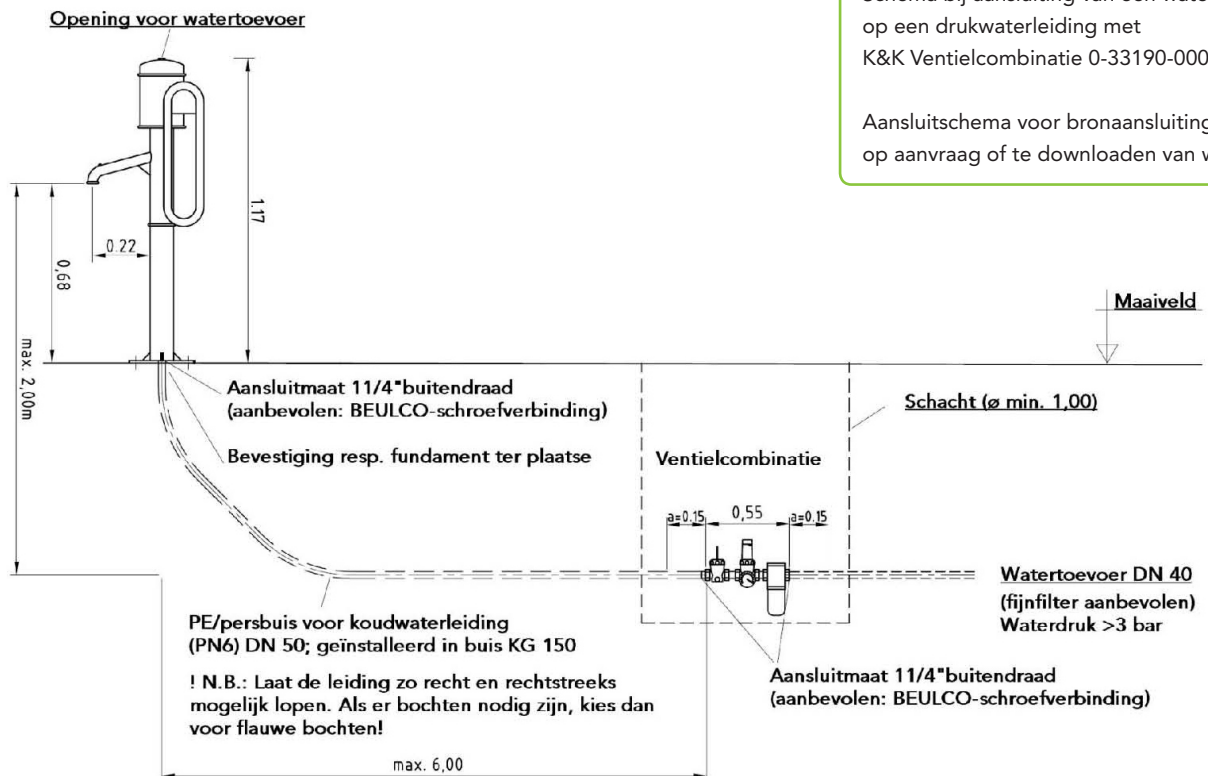 Opening voor watertoevoer
op een drukwaterleiding met
K&K Ventielcombinatie 0-33190-000
Aansluitschema voor bronaansluiting
op aanvraag of te downloaden van
1.17
0.22
0,68
max. 2,00m
Maaiveld
Aansluitmaat 11/4"buitendraad
(aanbevolen: BEULCO-schroefverbinding)
Schacht (ø min. 1,00)
Bevestiging resp. fundament ter plaatse
Ventielcombinatie
a=0.15
0,55
a=0.15
Watertoevoer DN 40
(fijnfilter aanbevolen)
Waterdruk >3 bar
PE/persbuis voor koudwaterleiding
(PN6) DN 50; geïnstalleerd in buis KG 150
! N.B.: Laat de leiding zo recht en rechtstreeks
mogelijk lopen. Als er bochten nodig zijn, kies dan
voor flauwe bochten!
Aansluitmaat 11/4"buitendraad
(aanbevolen: BEULCO-schroefverbinding)
max. 6,00